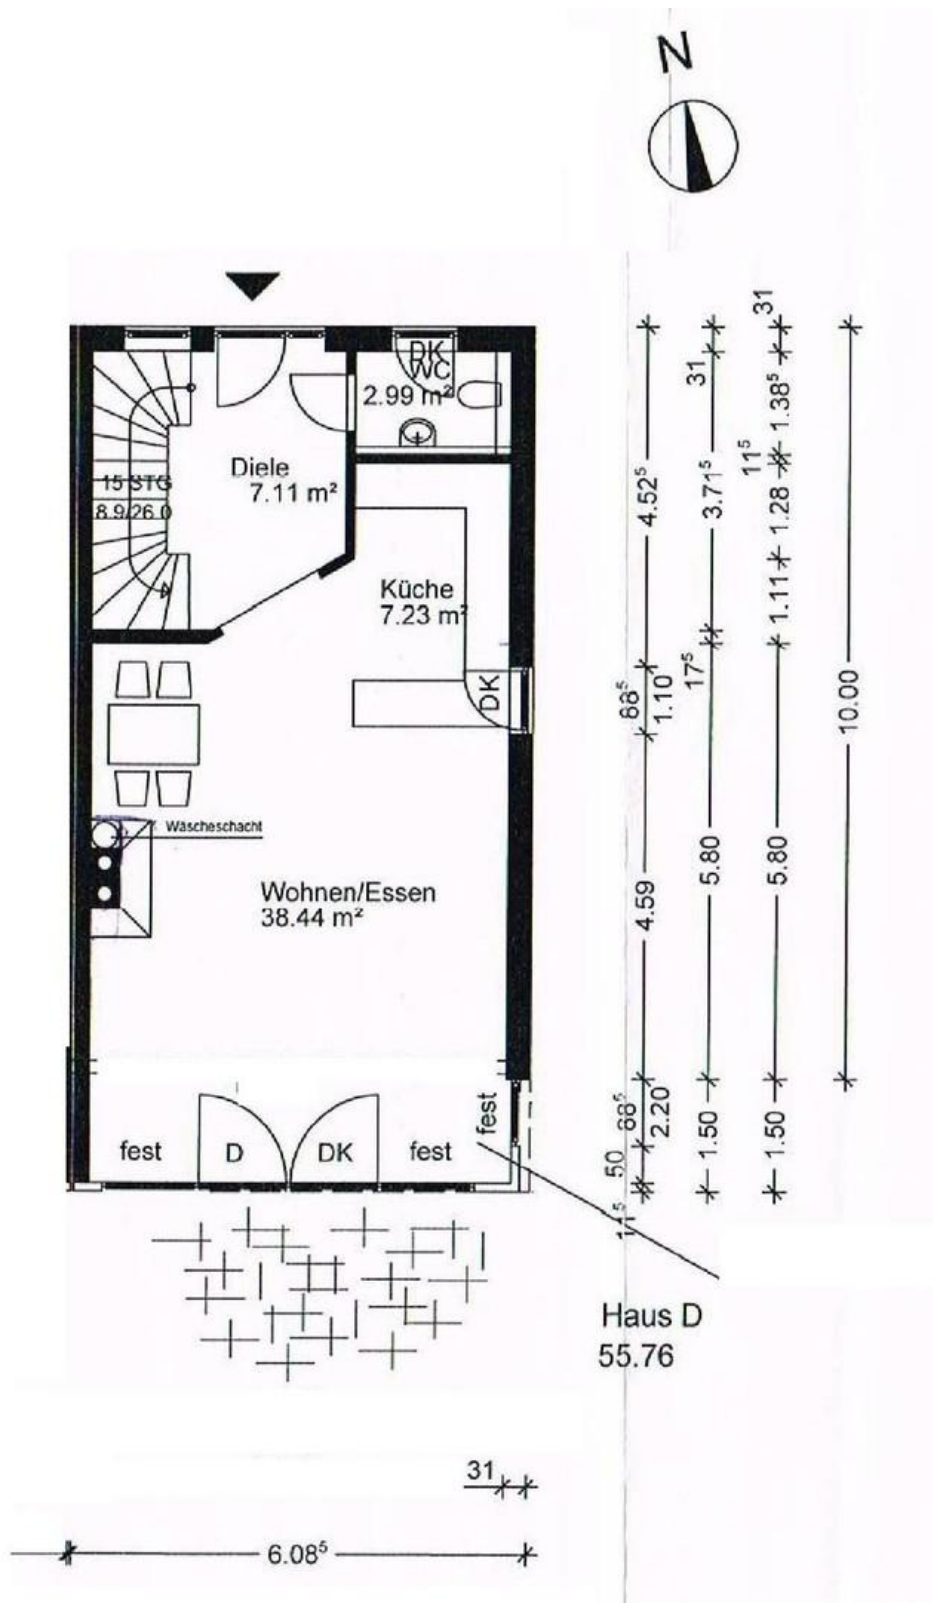 N
DK
WC
2.99 m²
Diele
7.11 m²
15 STG
8.9/26.0
Küche
7.23 m²
DK
Wäscheschacht
Wohnen/Essen
38.44 m²
fest
D
DK
fest
fest
31
31
1.38⁵
11⁵
4.52⁵
3.71⁵
1.28
1.11
17⁵
88⁵
1.10
10.00
4.59
5.80
5.80
88⁵
2.20
1.50
1.50
50
11⁵
Haus D
55.76
31
6.08⁵